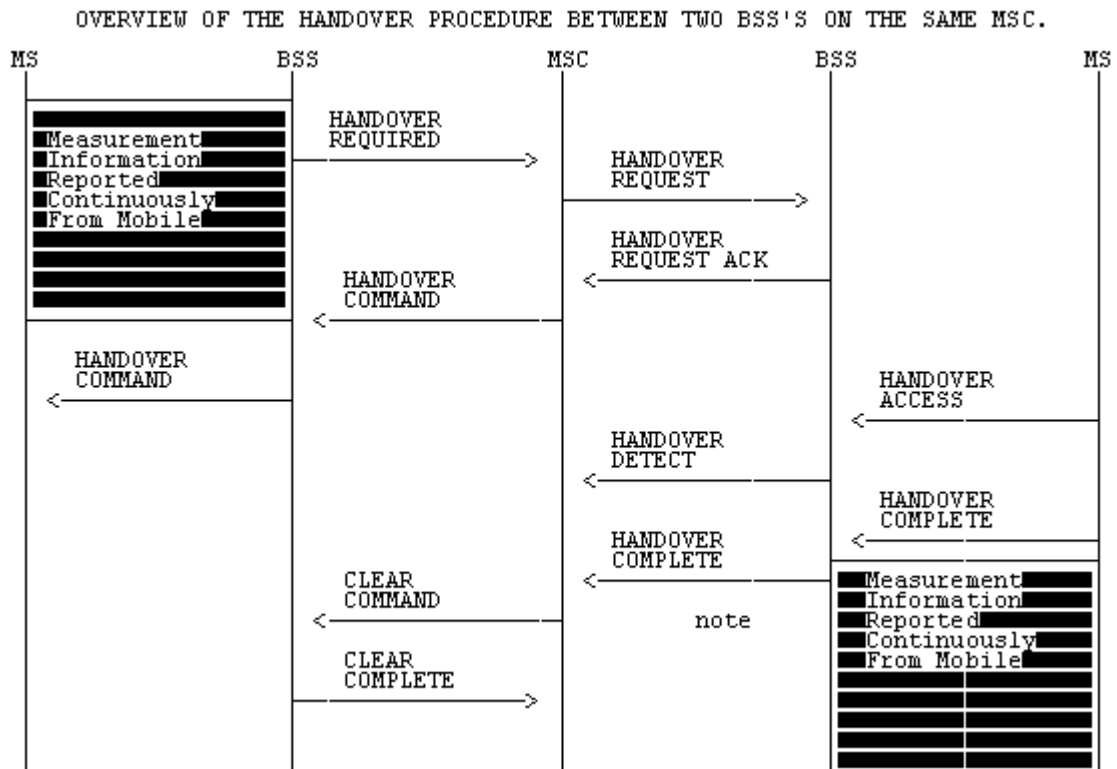 OVERVIEW OF THE HANDOVER PROCEDURE BETWEEN TWO BSS'S ON THE SAME MSC.
MS BSS MSC BSS MS
Measurement
Information
Reported
Continuously
From Mobile
HANDOVER
REQUIRED
HANDOVER
REQUEST
HANDOVER
REQUEST ACK
HANDOVER
COMMAND
HANDOVER
COMMAND
HANDOVER
ACCESS
HANDOVER
DETECT
HANDOVER
COMPLETE
HANDOVER
COMPLETE
CLEAR
COMMAND
note
Measurement
Information
Reported
Continuously
From Mobile
CLEAR
COMPLETE